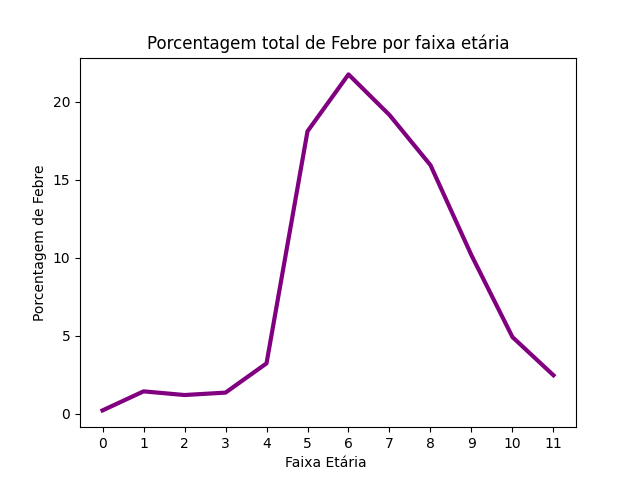 Porcentagem total de Febre por faixa etária
20
15
10
5
0
Porcentagem de Febre
0 1 2 3 4 5 6 7 8 9 10 11
Faixa Etária